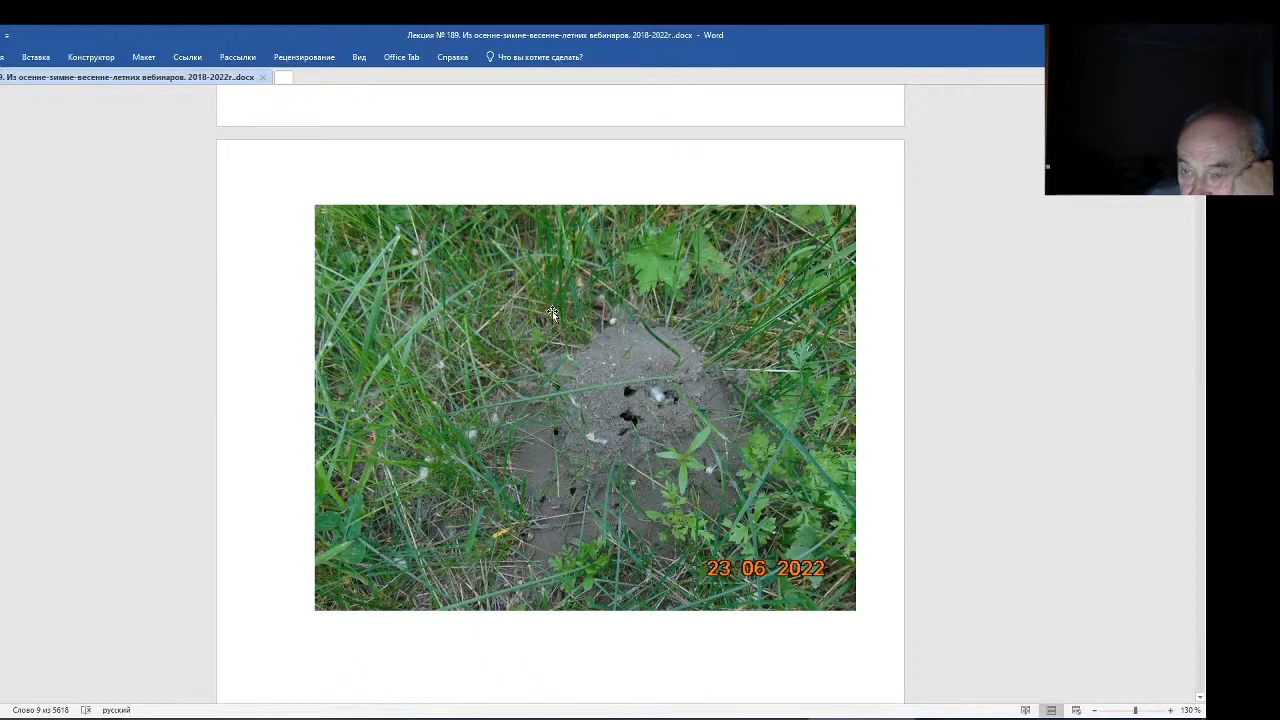 Лекция № 189. Из осенне-зимне-весенне-летних вебинаров. 2018-2022г..docx - Word
я Вставка Конструктор Макет Ссылки Рассылки Рецензирование Вид Office Tab Справка Что вы хотите сделать?
9. Из осенне-зимне-весенне-летних вебинаров. 2018-2022г..docx
23 06 2022
Слово 9 из 5618 русский 130 %